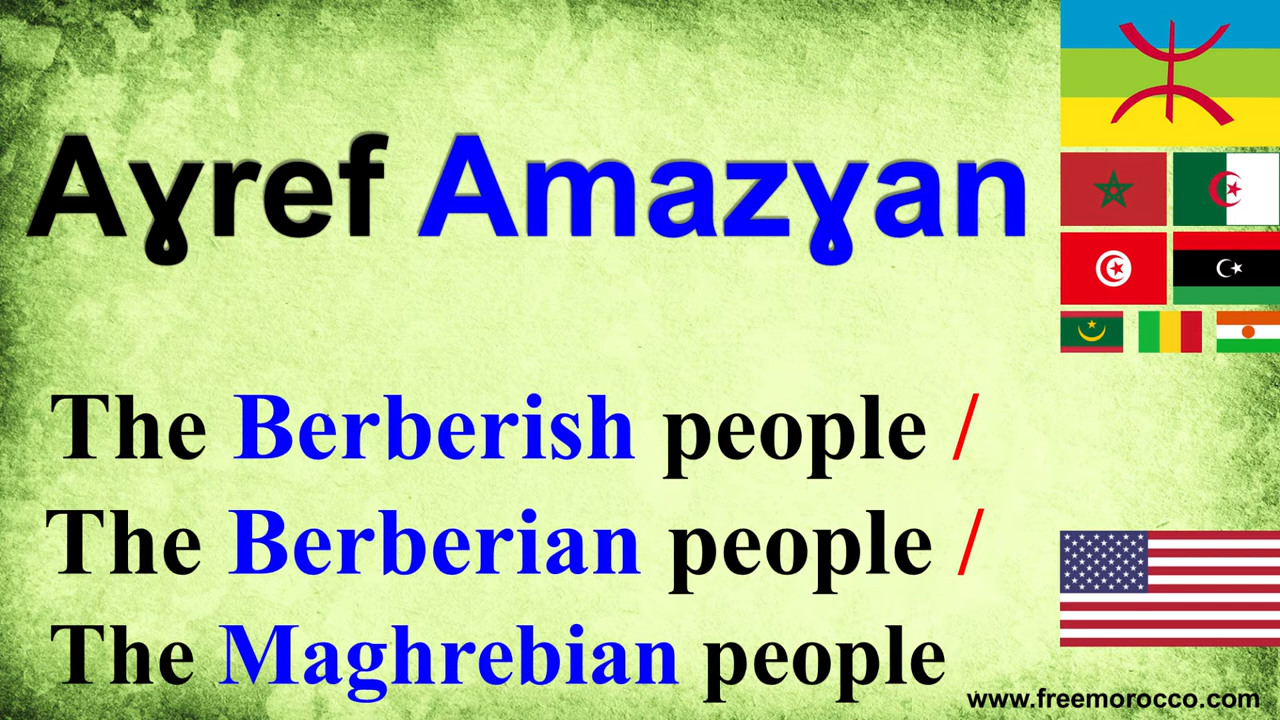 Aɣref Amazɣan
The Berberish people /
The Berberian people /
The Maghrebian people
www.freemorocco.com